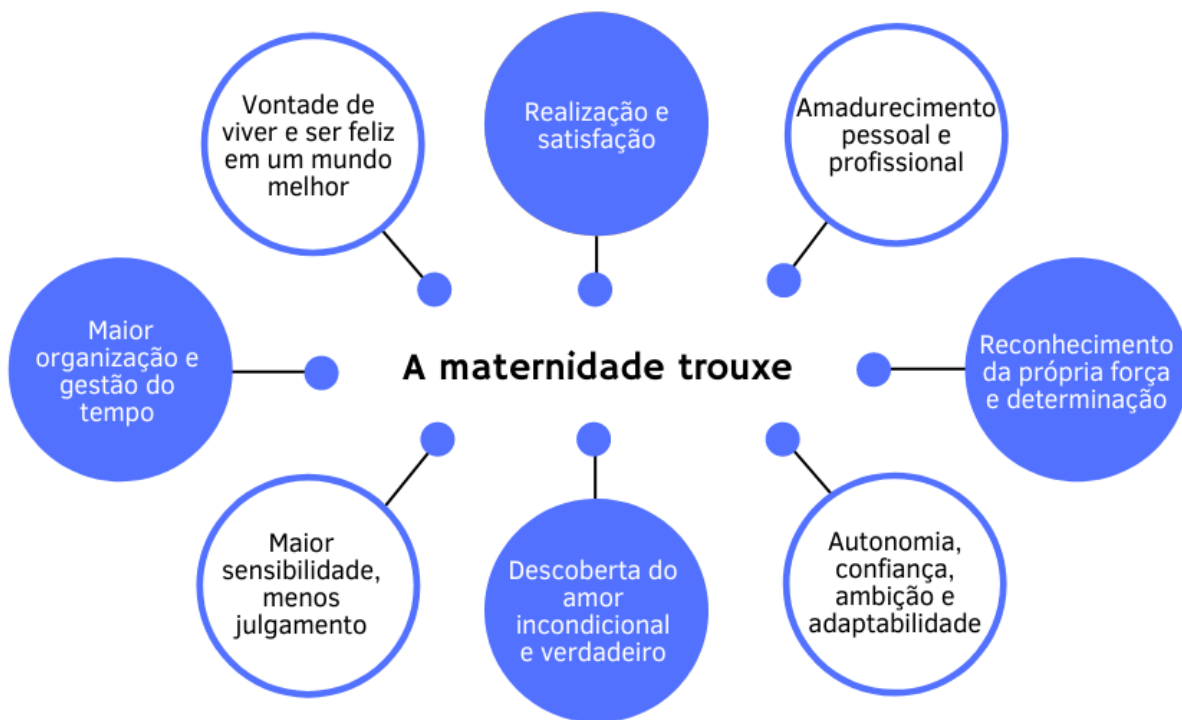 Vontade de
viver e ser feliz
em um mundo
melhor
Realização e
satisfação
Amadurecimento
pessoal e
profissional
Maior
organização e
gestão do
tempo
A maternidade trouxe
Reconhecimento
da própria força
e determinação
Maior
sensibilidade,
menos
julgamento
Descoberta do
amor
incondicional
e verdadeiro
Autonomia,
confiança,
ambição e
adaptabilidade